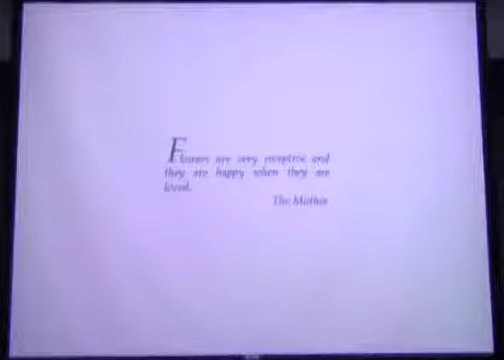 Flowers are very receptive and
they are happy when they are
loved.
The Mother